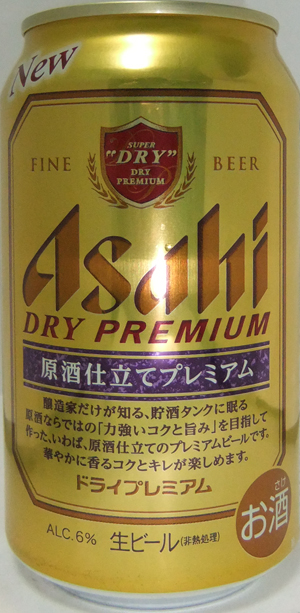 New
SUPER
"DRY"
DRY
PREMIUM
FINE BEER
Asahi
DRY PREMIUM
原酒仕立てプレミアム
醸造家だけが知る、貯酒タンクに眠る
原酒ならではの「力強いコクと旨み」を目指して
作った、いわば、原酒仕立てのプレミアムビールです。
華やかに香るコクとキレが楽しめます。
ドライプレミアム
ALC.6% 生ビール(非熱処理)
さけ
お酒